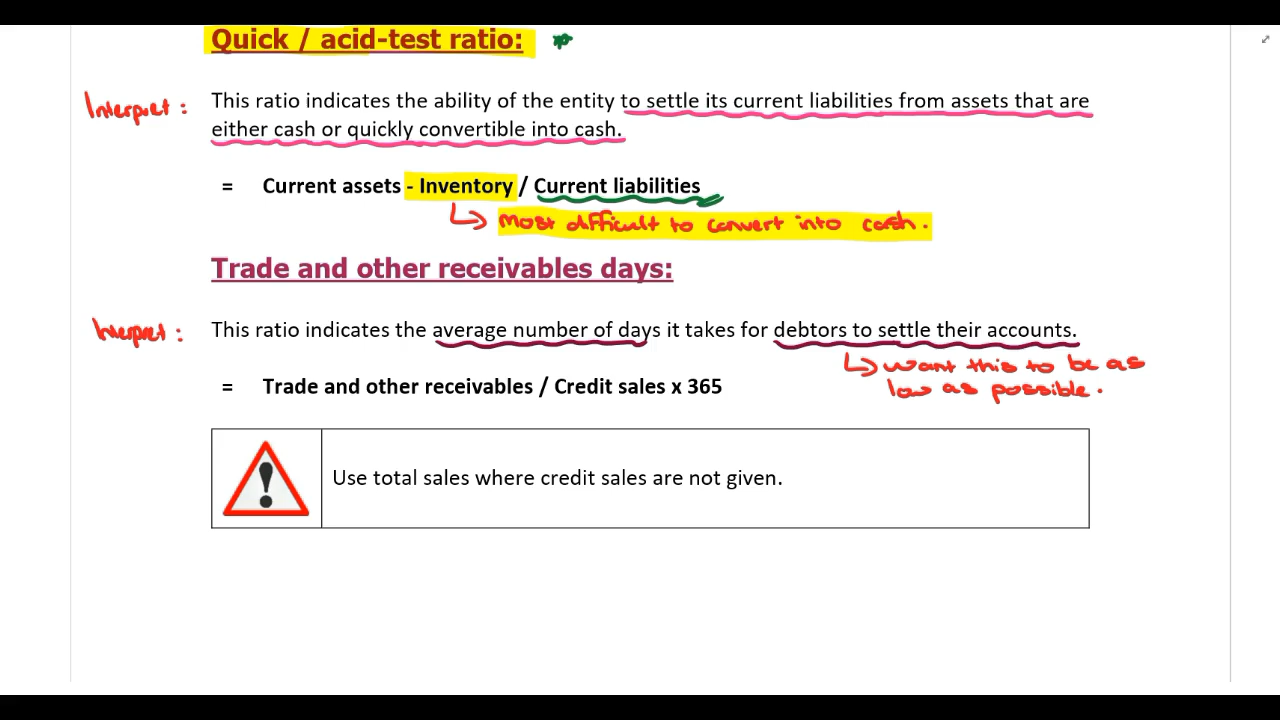 Quick / acid-test ratio:
Interpret :
This ratio indicates the ability of the entity to settle its current liabilities from assets that are
either cash or quickly convertible into cash.
= Current assets - Inventory / Current liabilities
most difficult to convert into cash.
Trade and other receivables days:
Interpret :
This ratio indicates the average number of days it takes for debtors to settle their accounts.
want this to be as
low as possible.
= Trade and other receivables / Credit sales x 365
Use total sales where credit sales are not given.